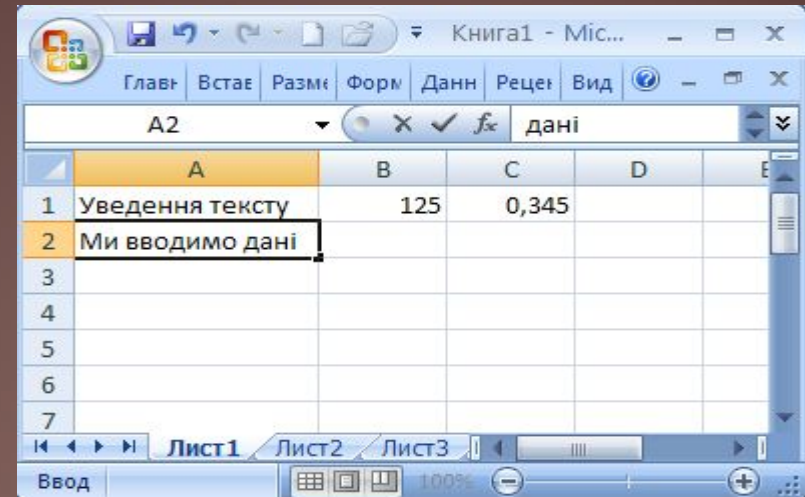 Книга1 - Mic...
Главн Встав Разме Форм Данн Рецен Вид
A2 fx дані
A B C D E
1 Уведення тексту 125 0,345
2 Ми вводимо дані
3
4
5
6
7
Лист1 Лист2 Лист3
Ввод 100%